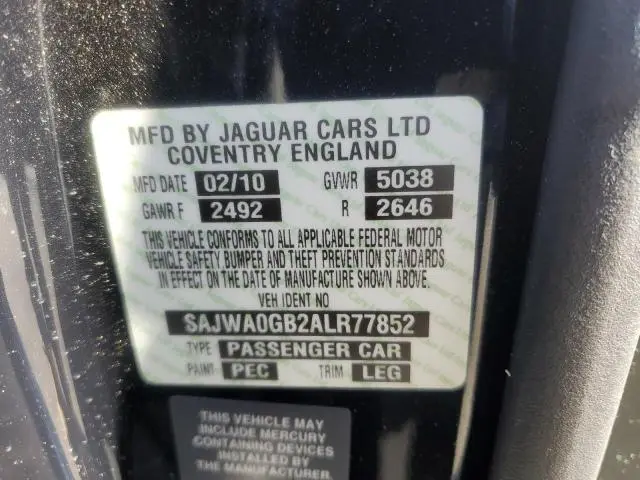 MFD BY JAGUAR CARS LTD
COVENTRY ENGLAND
MFD DATE 02/10 GVWR 5038
GAWR F 2492 R 2646
THIS VEHICLE CONFORMS TO ALL APPLICABLE FEDERAL MOTOR
VEHICLE SAFETY BUMPER AND THEFT PREVENTION STANDARDS
IN EFFECT ON THE DATE OF MANUFACTURE SHOWN ABOVE.
VEH IDENT NO
SAJWA0GB2ALR77852
TYPE PASSENGER CAR
PAINT PEC TRIM LEG
THIS VEHICLE MAY
INCLUDE MERCURY
CONTAINING DEVICES
INSTALLED BY
THE MANUFACTURER